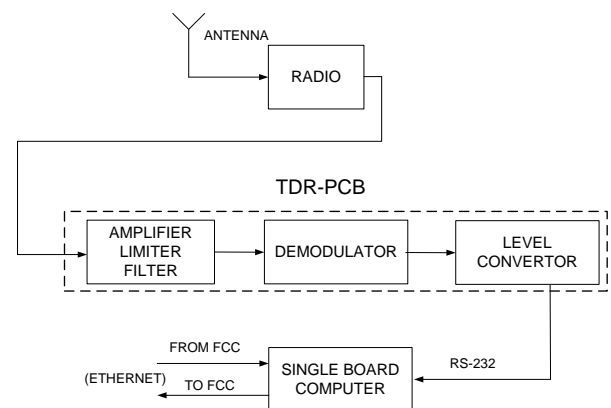 ANTENNA
RADIO
TDR-PCB
AMPLIFIER
LIMITER
FILTER
DEMODULATOR
LEVEL
CONVERTOR
FROM FCC
(ETHERNET)
TO FCC
SINGLE BOARD
COMPUTER
RS-232